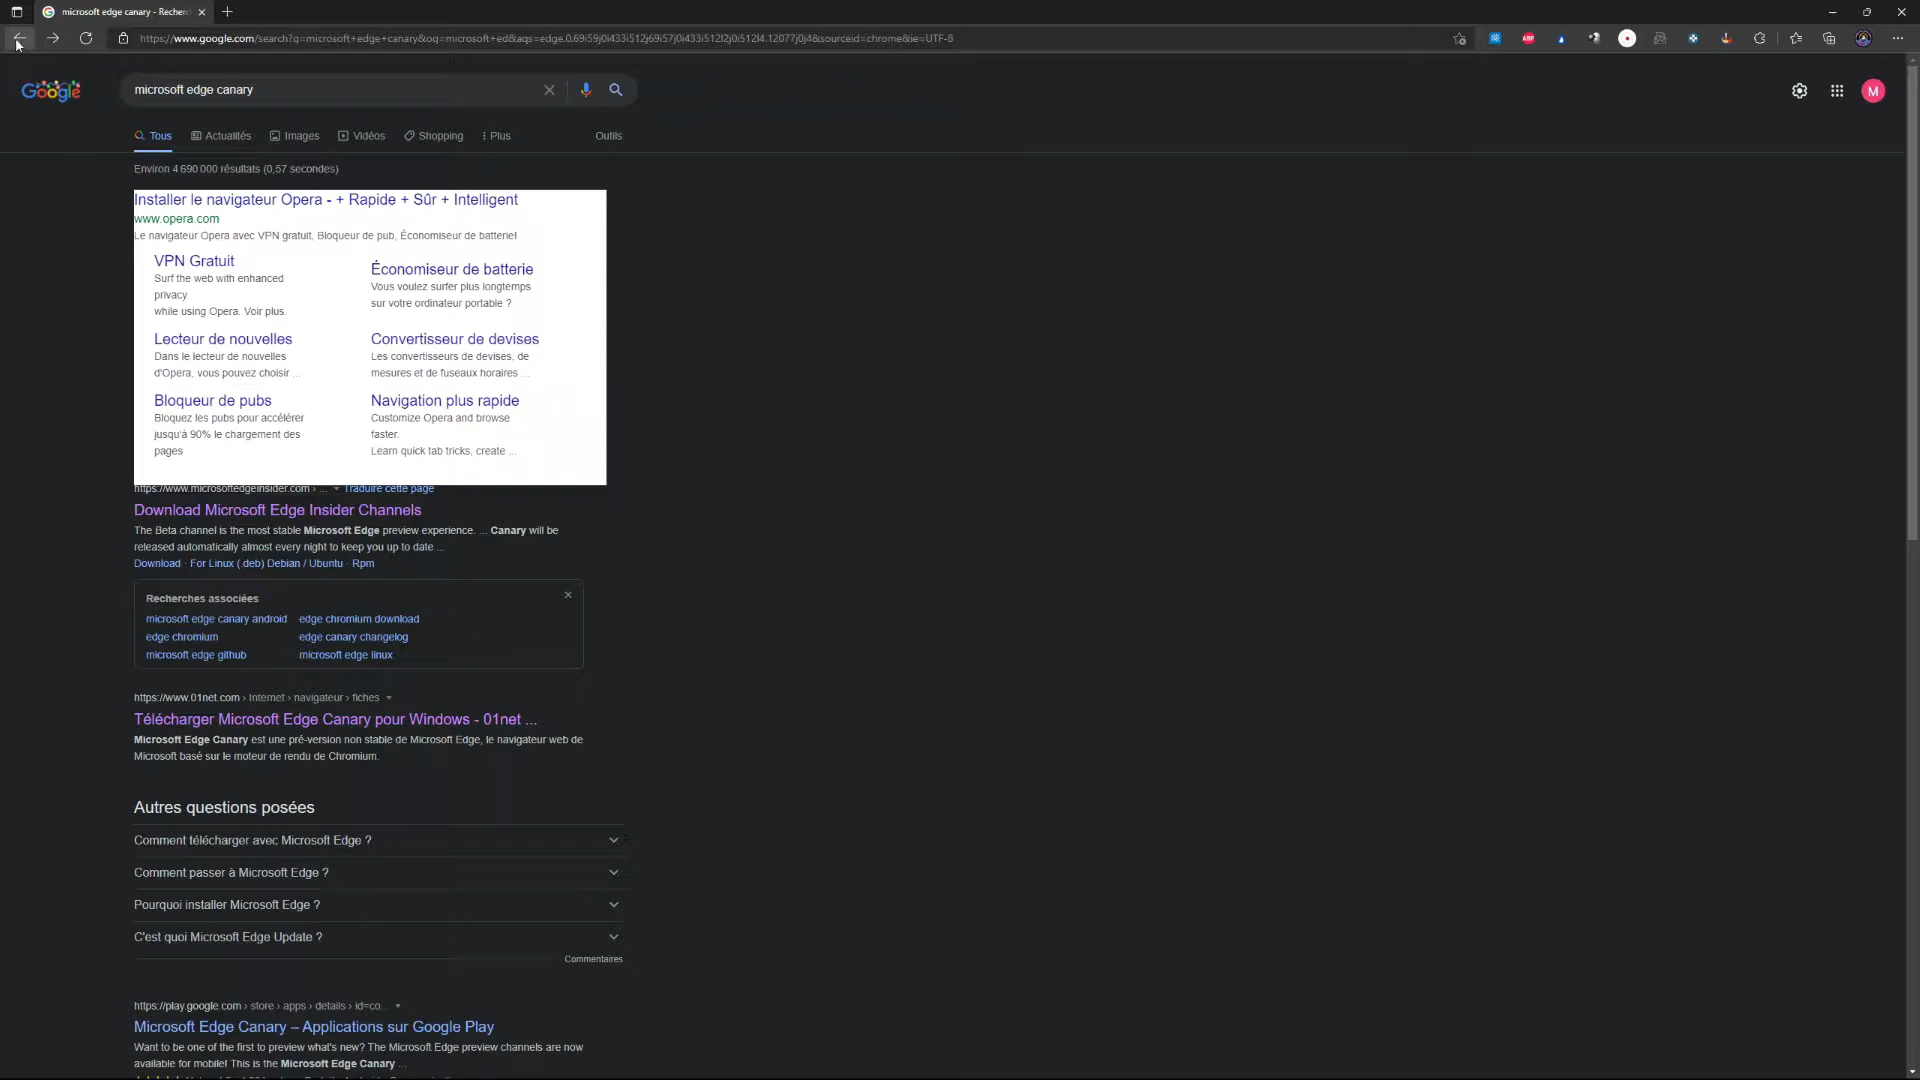 microsoft edge canary - Recherc
https://www.google.com/search?q=microsoft+edge+canary&oq=microsoft+ed&aqs=edge.0.69i59j0i433i512j69i57j0i433i512l2j0i512l4.12077j0j4&sourceid=chrome&ie=UTF-8
ABP
Google
microsoft edge canary
M
Tous Actualités Images Vidéos Shopping Plus Outils
Environ 4 690 000 résultats (0,57 secondes)
Installer le navigateur Opera - + Rapide + Sûr + Intelligent
www.opera.com
Le navigateur Opera avec VPN gratuit, Bloqueur de pub, Économiseur de batterie!
VPN Gratuit
Surf the web with enhanced
privacy
while using Opera. Voir plus.
Économiseur de batterie
Vous voulez surfer plus longtemps
sur votre ordinateur portable ?
Lecteur de nouvelles
Dans le lecteur de nouvelles
d'Opera, vous pouvez choisir ...
Convertisseur de devises
Les convertisseurs de devises, de
mesures et de fuseaux horaires ...
Bloqueur de pubs
Bloquez les pubs pour accélérer
jusqu'à 90% le chargement des
pages
Navigation plus rapide
Customize Opera and browse
faster.
Learn quick tab tricks, create ...
https://www.microsoftedgeinsider.com › ... Traduire cette page
Download Microsoft Edge Insider Channels
The Beta channel is the most stable Microsoft Edge preview experience. ... Canary will be
released automatically almost every night to keep you up to date ...
Download · For Linux (.deb) Debian / Ubuntu · Rpm
Recherches associées
microsoft edge canary android edge chromium download
edge chromium edge canary changelog
microsoft edge github microsoft edge linux
https://www.01net.com › Internet › navigateur › fiches
Télécharger Microsoft Edge Canary pour Windows - 01net ...
Microsoft Edge Canary est une pré-version non stable de Microsoft Edge, le navigateur web de
Microsoft basé sur le moteur de rendu de Chromium.
Autres questions posées
Comment télécharger avec Microsoft Edge ?
Comment passer à Microsoft Edge ?
Pourquoi installer Microsoft Edge ?
C'est quoi Microsoft Edge Update ?
Commentaires
https://play.google.com › store › apps › details › id=co...
Microsoft Edge Canary – Applications sur Google Play
Want to be one of the first to preview what's new? The Microsoft Edge preview channels are now
available for mobile! This is the Microsoft Edge Canary ...